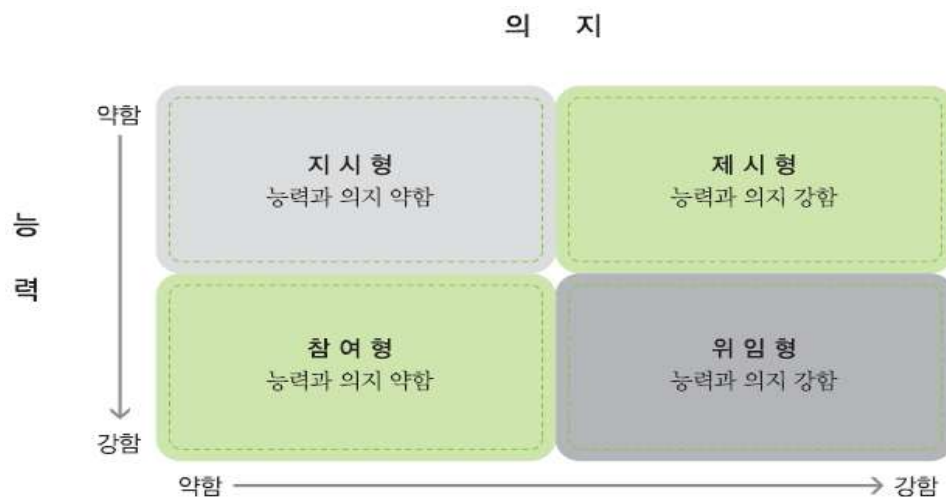 의 지
약함
지 시 형
능력과 의지 약함
제 시 형
능력과 의지 강함
능
력
참 여 형
능력과 의지 약함
위 임 형
능력과 의지 강함
강함
약함
강함